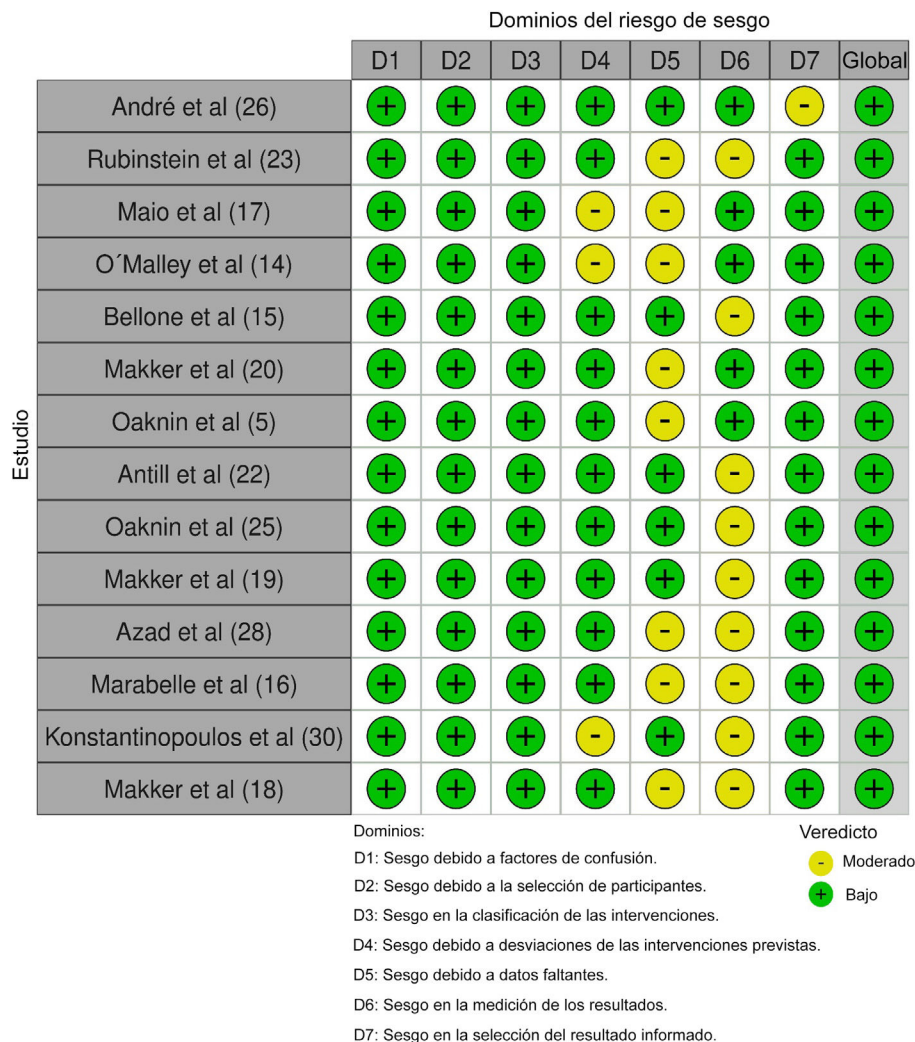 Dominios del riesgo de sesgo
D1 D2 D3 D4 D5 D6 D7 Global
Estudio
André et al (26) + + + + + + - +
Rubinstein et al (23) + + + + - - + +
Maio et al (17) + + + - - + + +
O´Malley et al (14) + + + - - + + +
Bellone et al (15) + + + + + - + +
Makker et al (20) + + + + - + + +
Oaknin et al (5) + + + + - + + +
Antill et al (22) + + + + + - + +
Oaknin et al (25) + + + + + - + +
Makker et al (19) + + + + + - + +
Azad et al (28) + + + + - - + +
Marabelle et al (16) + + + + - - + +
Konstantinopoulos et al (30) + + + - + - + +
Makker et al (18) + + + + - - + +
Dominios:
D1: Sesgo debido a factores de confusión.
D2: Sesgo debido a la selección de participantes.
D3: Sesgo en la clasificación de las intervenciones.
D4: Sesgo debido a desviaciones de las intervenciones previstas.
D5: Sesgo debido a datos faltantes.
D6: Sesgo en la medición de los resultados.
D7: Sesgo en la selección del resultado informado.
Veredicto
- Moderado
+ Bajo